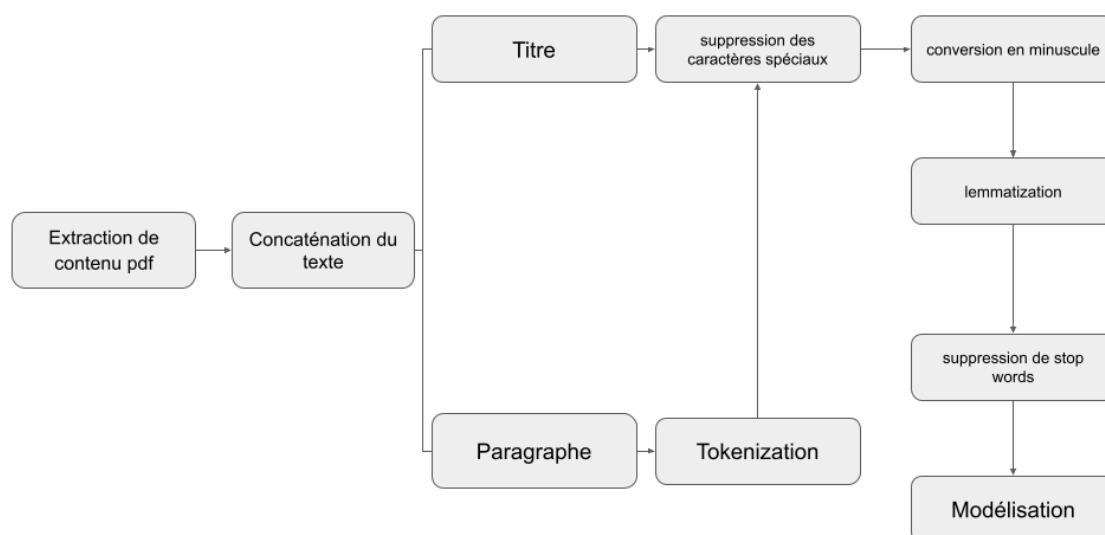 Titre
suppression des
caractères spéciaux
conversion en minuscule
lemmatization
Extraction de
contenu pdf
Concaténation du
texte
suppression de stop
words
Paragraphe
Tokenization
Modélisation